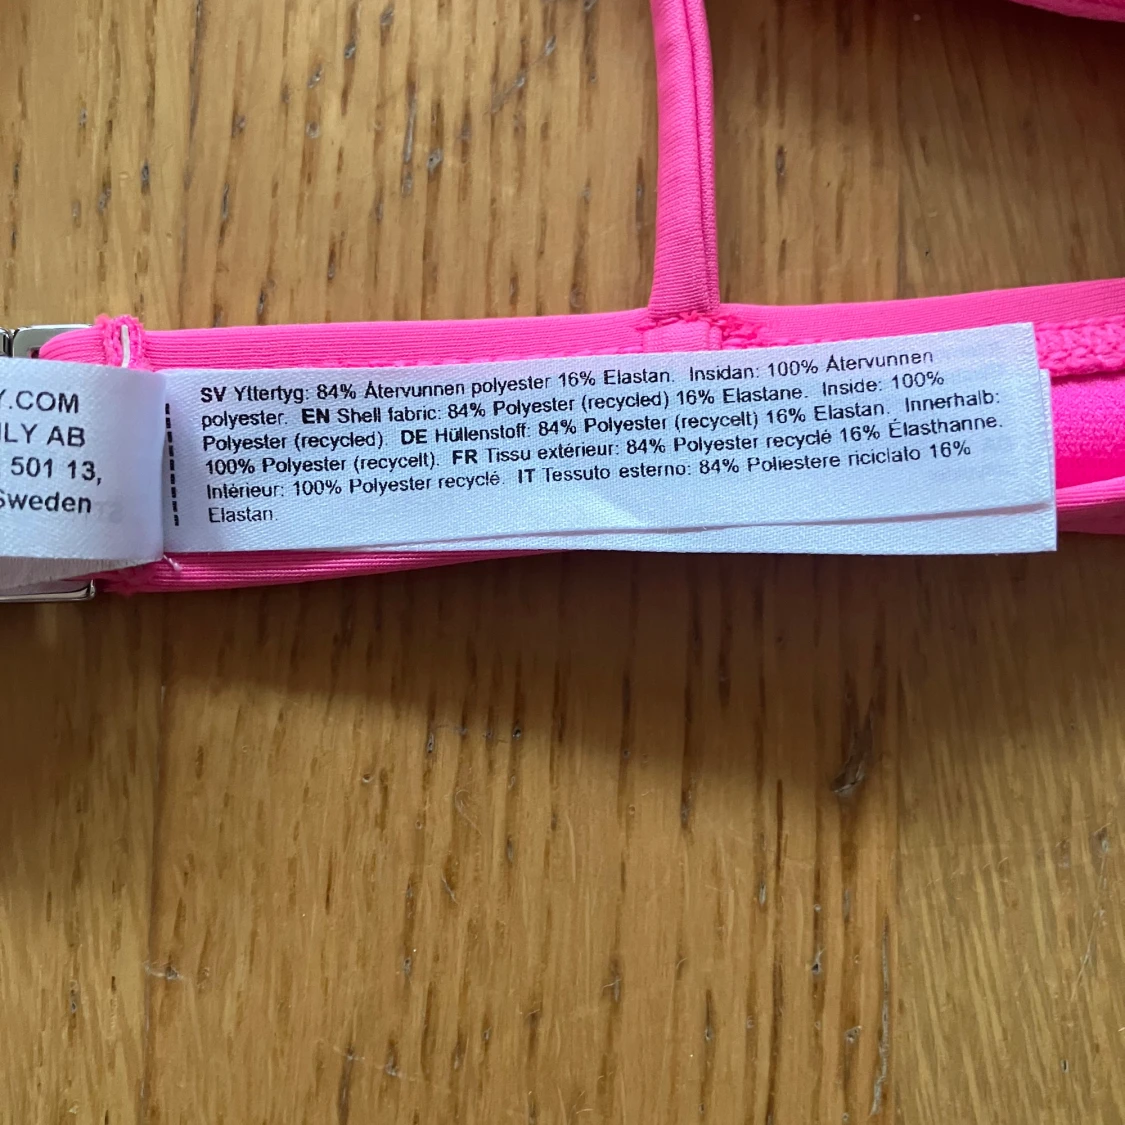 Y.COM
ILY AB
501 13,
Sweden
SV Yttertyg: 84% Återvunnen polyester 16% Elastan. Insidan: 100% Återvunnen
polyester. EN Shell fabric: 84% Polyester (recycled) 16% Elastane. Inside: 100%
Polyester (recycled) DE Hüllenstoff: 84% Polyester (recycelt) 16% Elastan. Innerhalb:
100% Polyester (recycelt). FR Tissu extérieur: 84% Polyester recyclé 16% Élasthanne.
Intérieur: 100% Polyester recyclé. IT Tessuto esterno: 84% Poliestere riciclato 16%
Elastan.